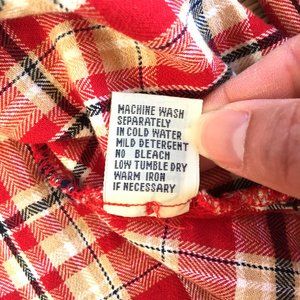 MACHINE WASH
SEPARATELY
IN COLD WATER
MILD DETERGENT
NO BLEACH
LOW TUMBLE DRY
WARM IRON
IF NECESSARY